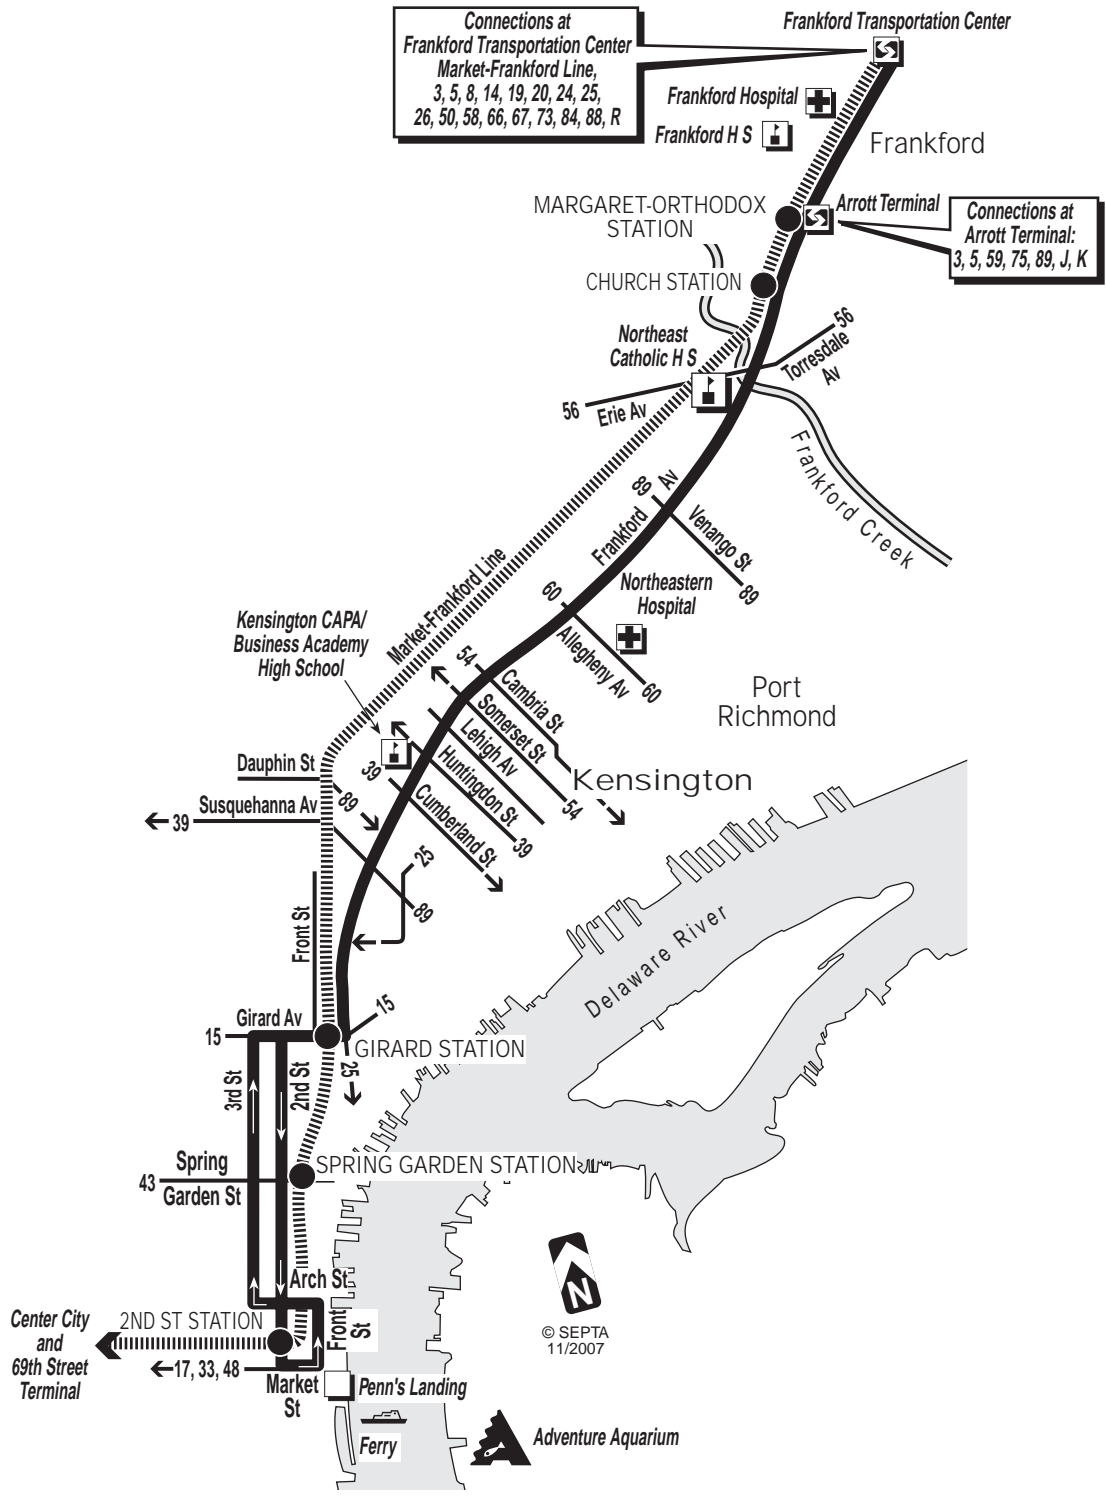 Connections at
Frankford Transportation Center
Market-Frankford Line,
3, 5, 8, 14, 19, 20, 24, 25,
26, 50, 58, 66, 67, 73, 84, 88, R
Frankford Transportation Center
Frankford Hospital
Frankford H S
Frankford
MARGARET-ORTHODOX
STATION
Arrott Terminal
Connections at
Arrott Terminal:
3, 5, 59, 75, 89, J, K
CHURCH STATION
Northeast
Catholic H S
56
Torresdale
Av
56
Erie Av
Frankford Creek
89
Frankford Av
Venango St
89
Northeastern
Hospital
60
Allegheny Av
60
Market-Frankford Line
Kensington CAPA/
Business Academy
High School
54
Cambria St
Somerset St
54
Lehigh Av
Huntingdon St
39
39
Cumberland St
Port
Richmond
Kensington
Dauphin St
89
Susquehanna Av
39
25
89
Front St
Delaware River
Girard Av
15
15
GIRARD STATION
25
3rd St
2nd St
Spring
Garden St
43
SPRING GARDEN STATION
Arch St
Front
St
2ND ST STATION
Center City
and
69th Street
Terminal
17, 33, 48
Market
St
Penn's Landing
Ferry
Adventure Aquarium
N
© SEPTA
11/2007